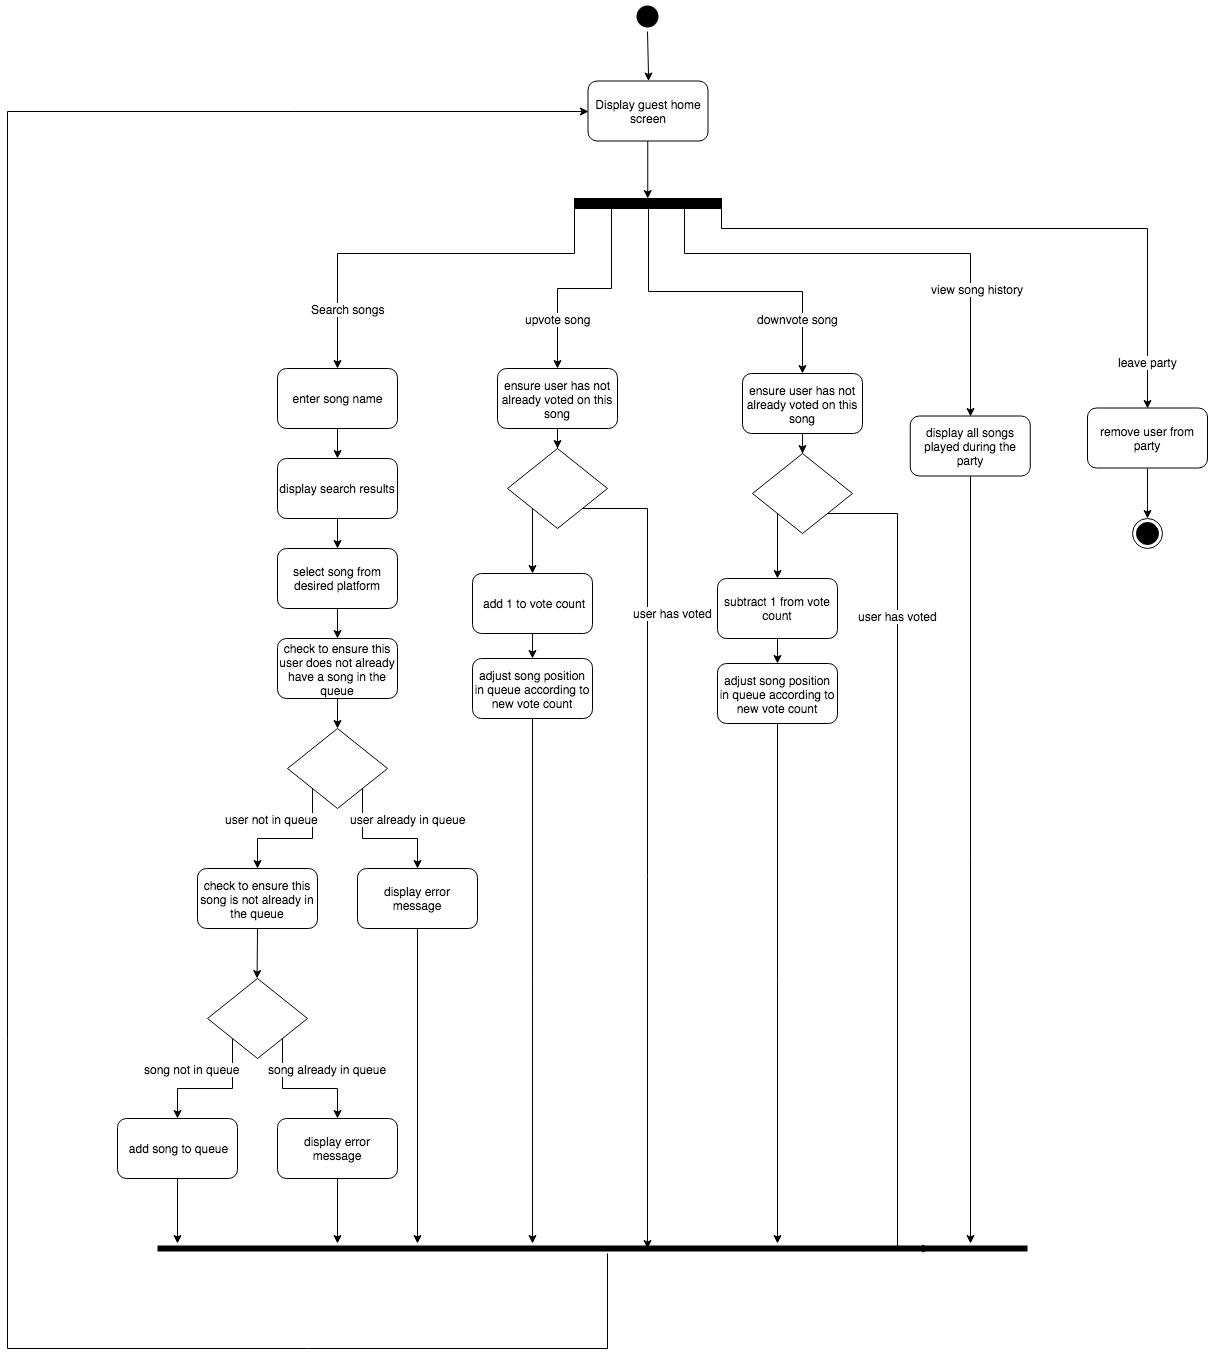 Display guest home
screen
Search songs
upvote song
downvote song
view song history
leave party
enter song name
ensure user has not
already voted on this
song
ensure user has not
already voted on this
song
display all songs
played during the
party
remove user from
party
display search results
select song from
desired platform
add 1 to vote count
user has voted
subtract 1 from vote
count
user has voted
check to ensure this
user does not already
have a song in the
queue
adjust song position
in queue according to
new vote count
adjust song position
in queue according to
new vote count
user not in queue
user already in queue
check to ensure this
song is not already in
the queue
display error
message
song not in queue
song already in queue
add song to queue
display error
message